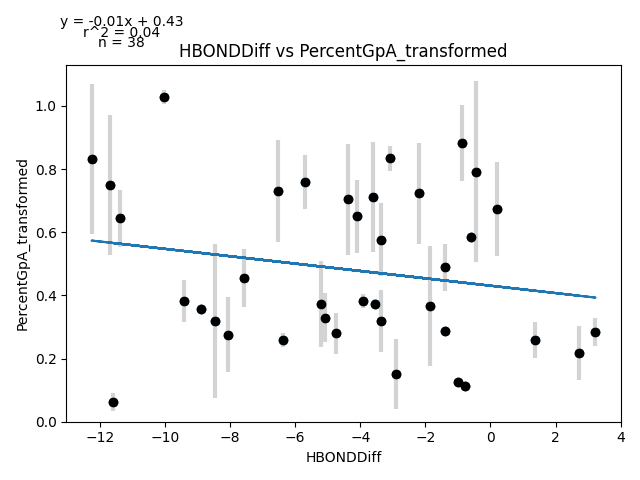 y = -0.01x + 0.43
r^2 = 0.04
n = 38
HBONDDiff vs PercentGpA_transformed
1.0
0.8
0.6
0.4
0.2
0.0
PercentGpA_transformed
−12
−10
−8
−6
−4
−2
0
2
4
HBONDDiff